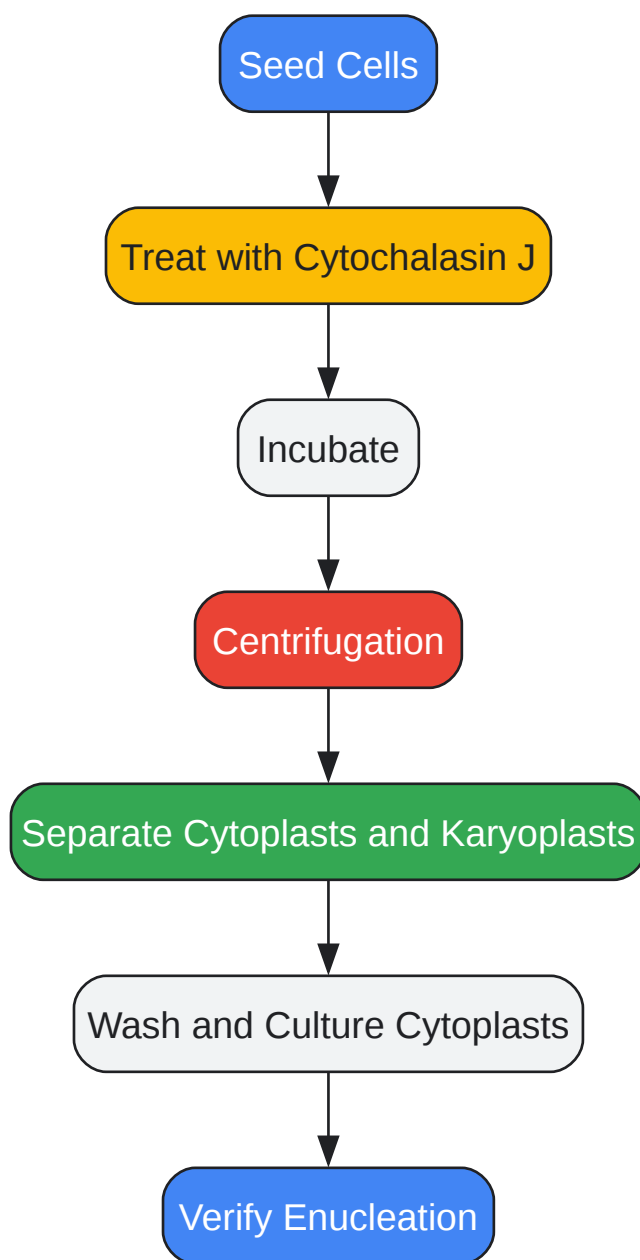 Seed Cells
Treat with Cytochalasin J
Incubate
Centrifugation
Separate Cytoplasts and Karyoplasts
Wash and Culture Cytoplasts
Verify Enucleation